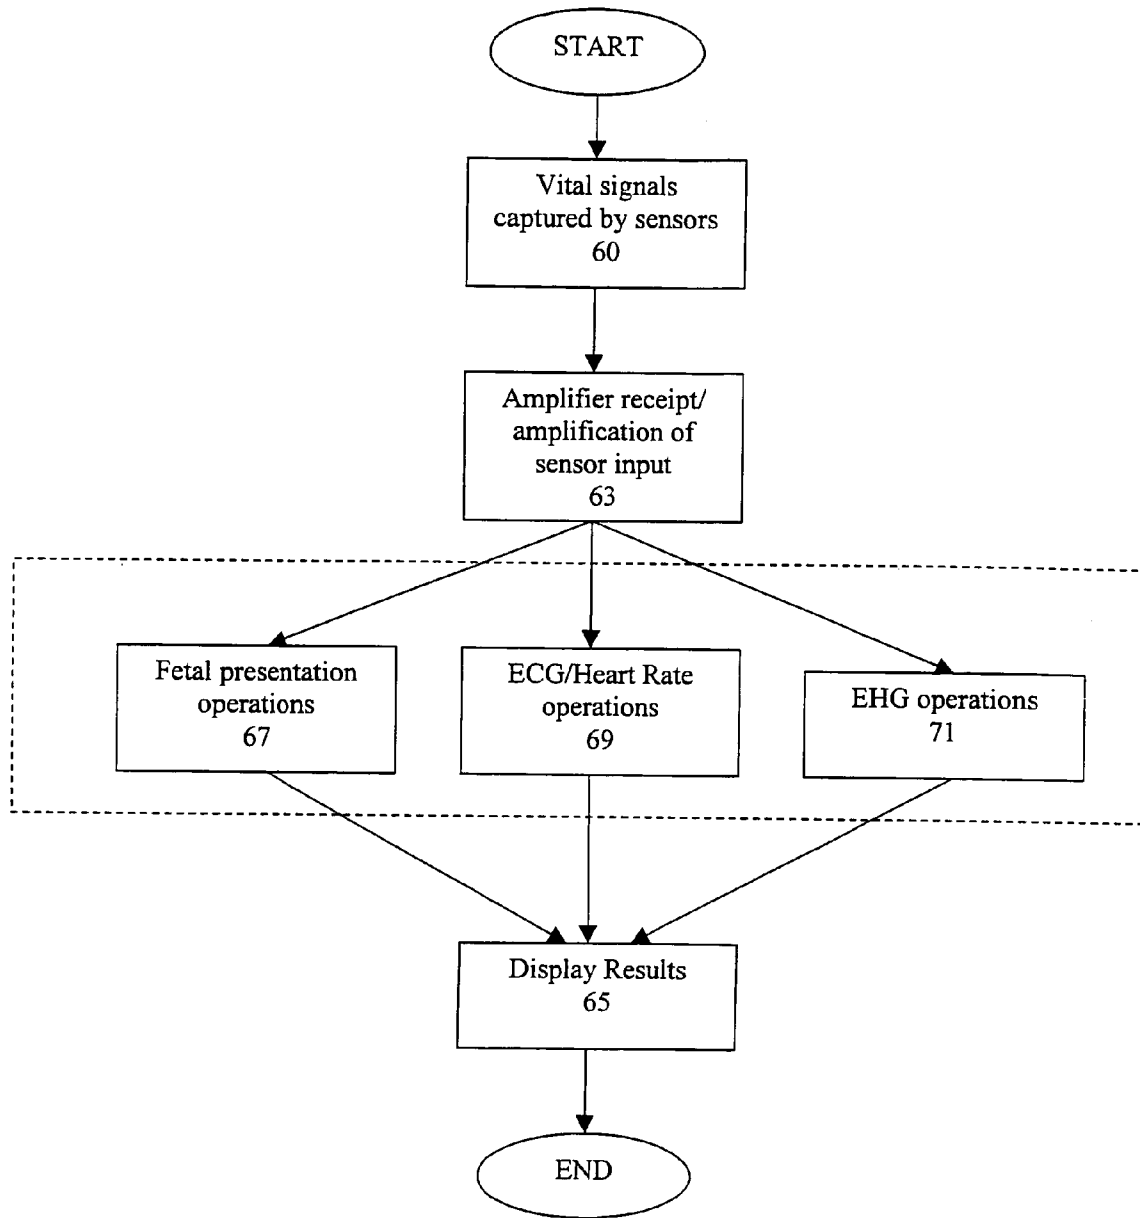 START
Vital signals
captured by sensors
60
Amplifier receipt/
amplification of
sensor input
63
Fetal presentation
operations
67
ECG/Heart Rate
operations
69
EHG operations
71
Display Results
65
END